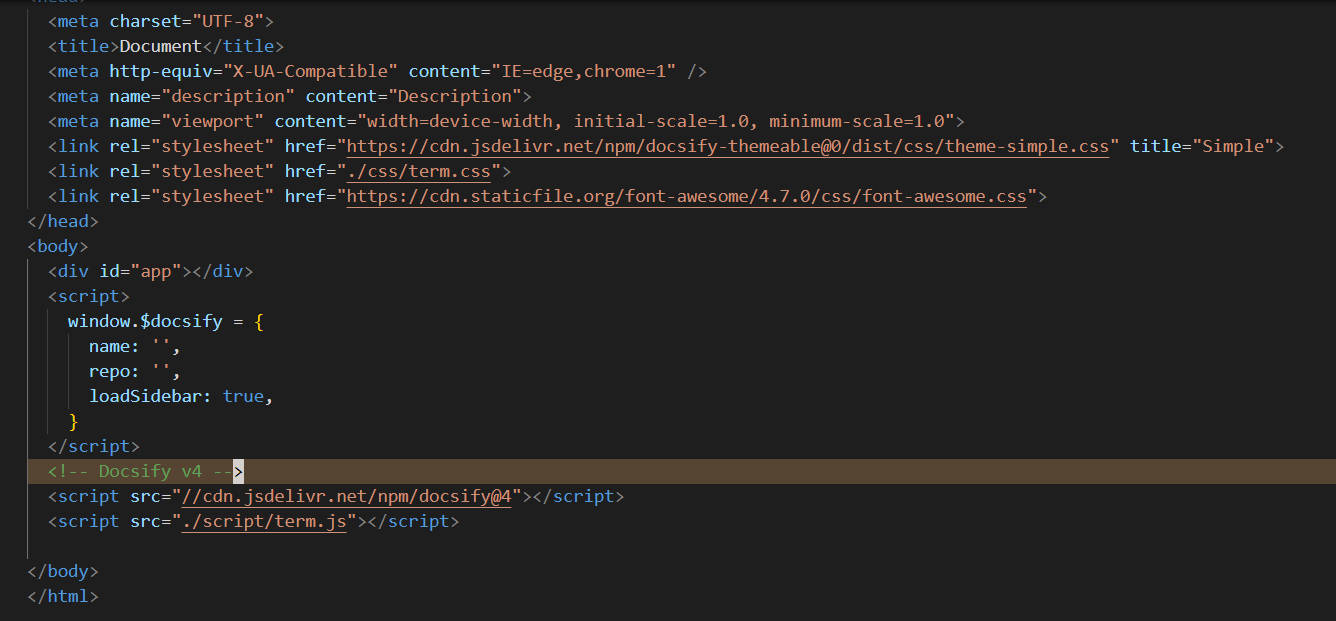 <head>
<meta charset="UTF-8">
<title>Document</title>
<meta http-equiv="X-UA-Compatible" content="IE=edge,chrome=1" />
<meta name="description" content="Description">
<meta name="viewport" content="width=device-width, initial-scale=1.0, minimum-scale=1.0">
<link rel="stylesheet" href="https://cdn.jsdelivr.net/npm/docsify-themeable@0/dist/css/theme-simple.css" title="Simple">
<link rel="stylesheet" href="./css/term.css">
<link rel="stylesheet" href="https://cdn.staticfile.org/font-awesome/4.7.0/css/font-awesome.css">
</head>
<body>
<div id="app"></div>
<script>
window.$docsify = {
name: '',
repo: '',
loadSidebar: true,
}
</script>
<!-- Docsify v4 -->
<script src="//cdn.jsdelivr.net/npm/docsify@4"></script>
<script src="./script/term.js"></script>
</body>
</html>